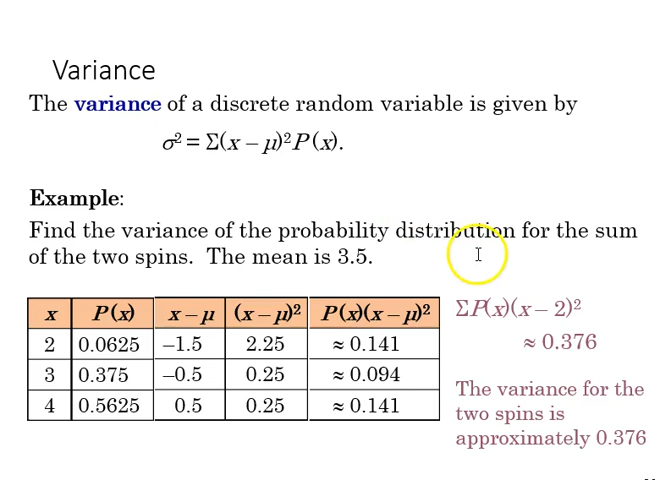 Variance
The variance of a discrete random variable is given by
σ² = Σ(x – μ)²P(x).
Example:
Find the variance of the probability distribution for the sum
of the two spins. The mean is 3.5.
x P(x) x – μ (x – μ)² P(x)(x – μ)²
2 0.0625 –1.5 2.25 ≈ 0.141
3 0.375 –0.5 0.25 ≈ 0.094
4 0.5625 0.5 0.25 ≈ 0.141
ΣP(x)(x – 2)²
≈ 0.376
The variance for the
two spins is
approximately 0.376